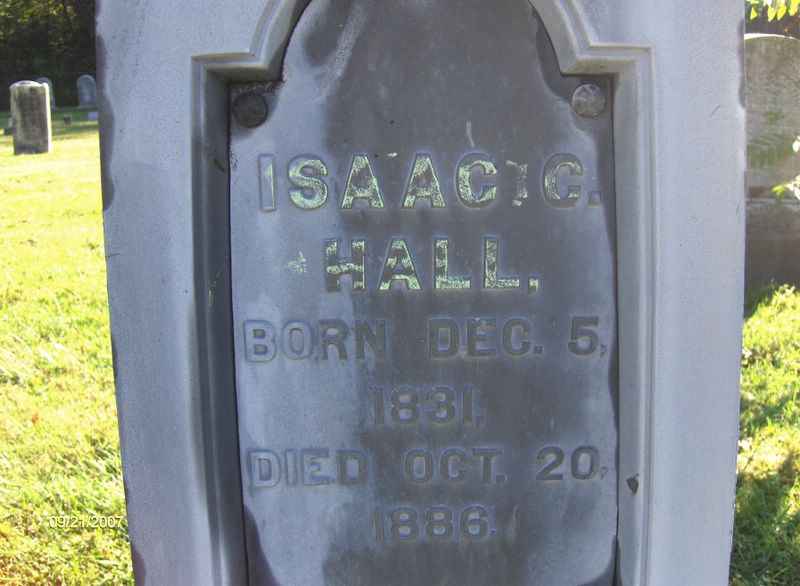 ISAAC C.
HALL.
BORN DEC. 5,
1831,
DIED OCT. 20,
1886.
09/21/2007